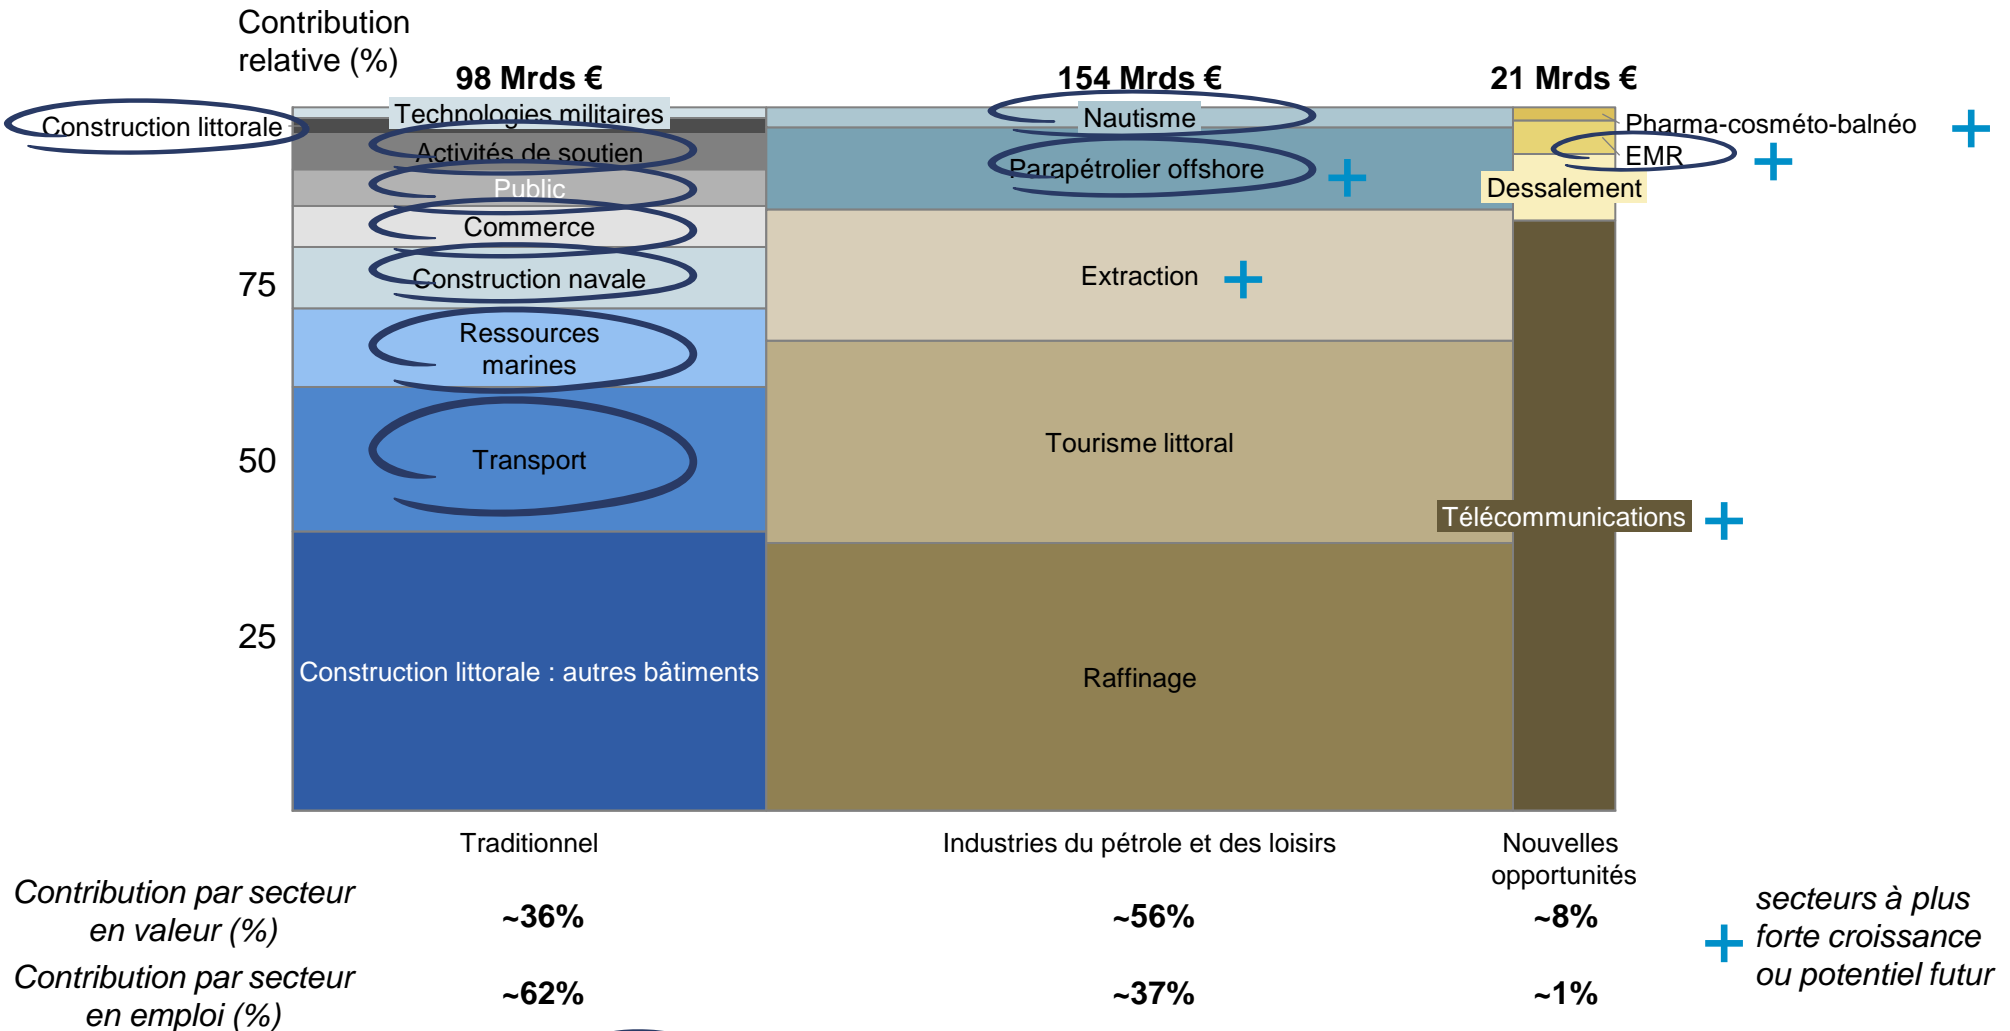 Contribution
relative (%)
98 Mrds €
154 Mrds €
21 Mrds €
Construction littorale
Technologies militaires
Activités de soutien
Public
Commerce
Construction navale
Ressources
marines
Transport
Construction littorale : autres bâtiments
Nautisme
Parapétrolier offshore
Extraction
Tourisme littoral
Raffinage
Pharma-cosméto-balnéo
EMR
Dessalement
Télécommunications
75
50
25
Traditionnel
Industries du pétrole et des loisirs
Nouvelles
opportunités
Contribution par secteur
en valeur (%)
~36%
~56%
~8%
Contribution par secteur
en emploi (%)
~62%
~37%
~1%
secteurs à plus
forte croissance
ou potentiel futur